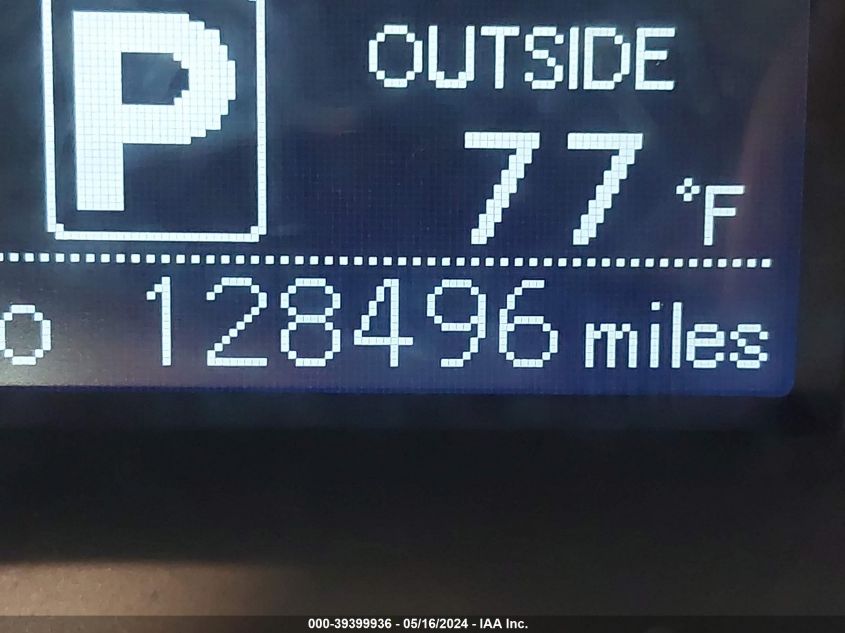 P
OUTSIDE
77 °F
o 128496 miles
000-39399936 - 05/16/2024 - IAA Inc.